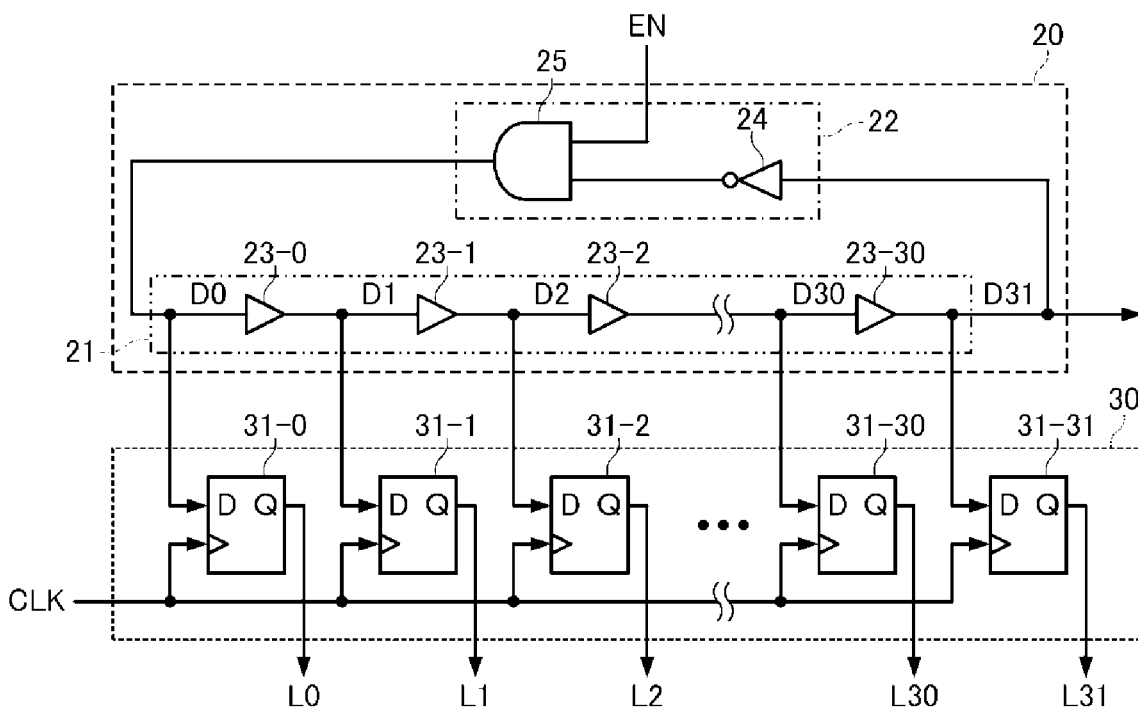 EN
20
25
24
22
23-0
23-1
23-2
23-30
D0
D1
D2
D30
D31
21
30
31-0
31-1
31-2
31-30
31-31
D Q
D Q
D Q
D Q
D Q
CLK
L0
L1
L2
L30
L31